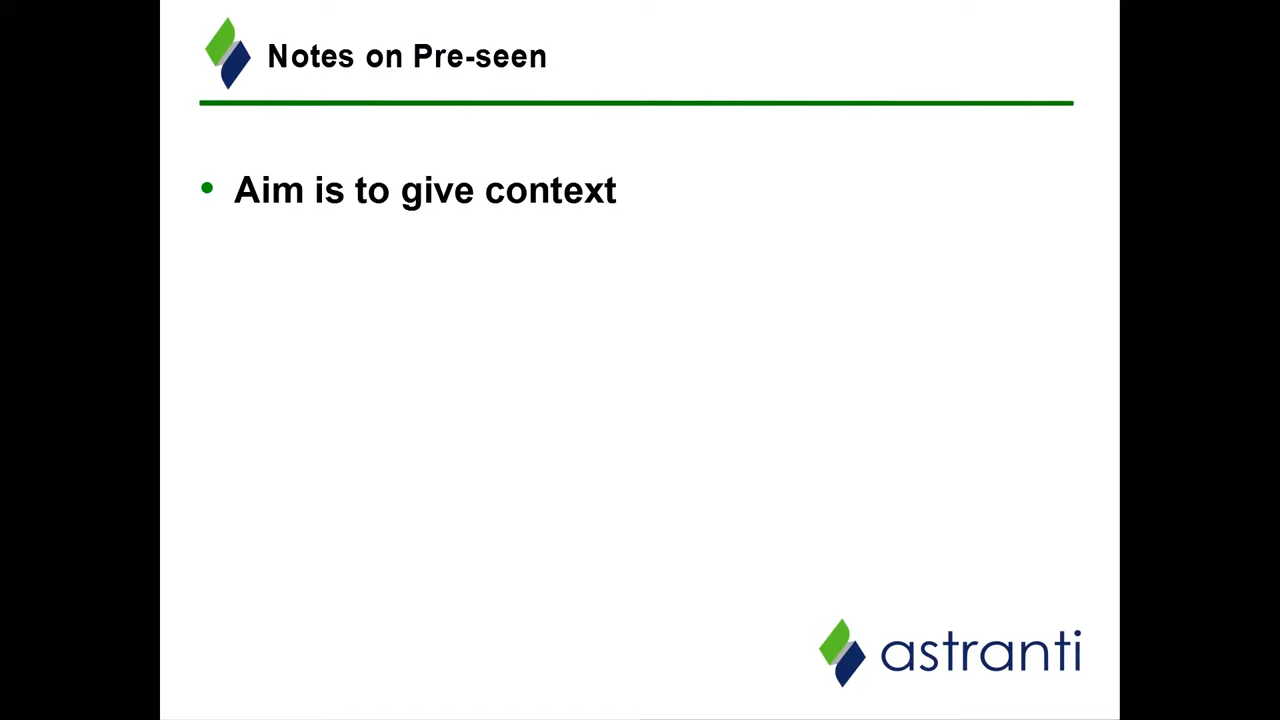 Notes on Pre-seen
• Aim is to give context
astranti